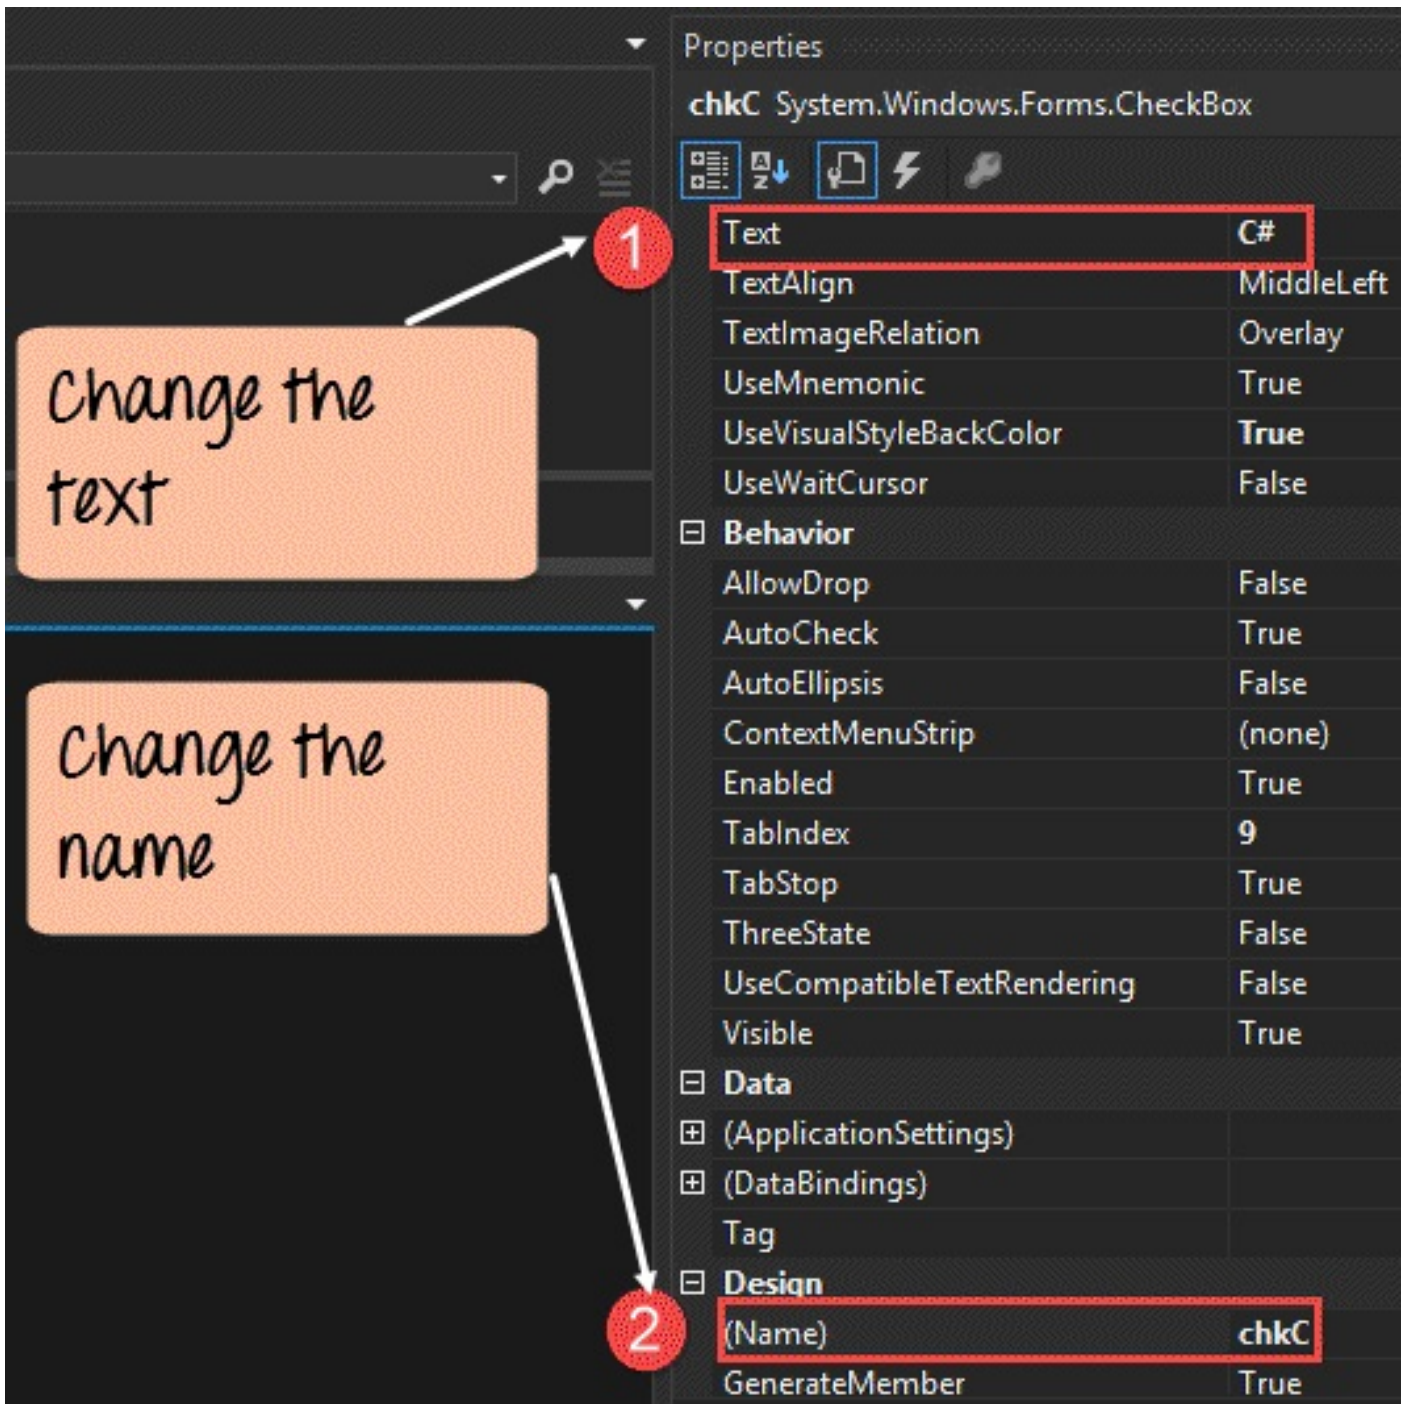 Properties
chkC System.Windows.Forms.CheckBox
1
Text C#
TextAlign MiddleLeft
TextImageRelation Overlay
UseMnemonic True
UseVisualStyleBackColor True
UseWaitCursor False
Behavior
AllowDrop False
AutoCheck True
AutoEllipsis False
ContextMenuStrip (none)
Enabled True
TabIndex 9
TabStop True
ThreeState False
UseCompatibleTextRendering False
Visible True
Data
(ApplicationSettings)
(DataBindings)
Tag
Design
2
(Name) chkC
GenerateMember True
Change the
text
Change the
name